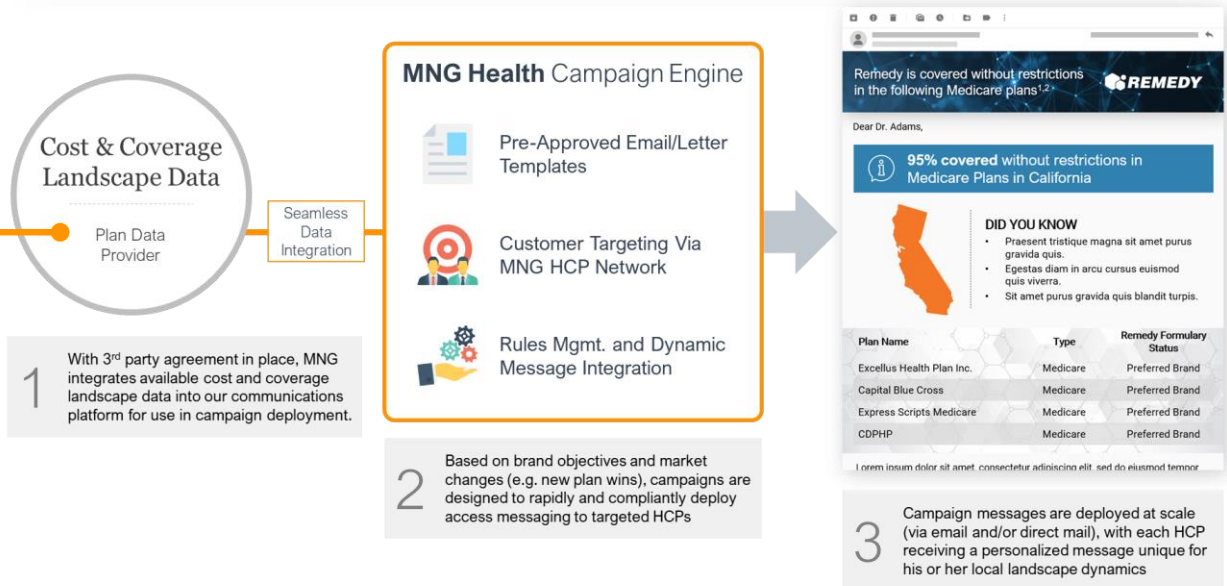 Cost & Coverage
Landscape Data
Plan Data
Provider
Seamless
Data
Integration
1
With 3rd party agreement in place, MNG
integrates available cost and coverage
landscape data into our communications
platform for use in campaign deployment.
MNG Health Campaign Engine
Pre-Approved Email/Letter
Templates
Customer Targeting Via
MNG HCP Network
Rules Mgmt. and Dynamic
Message Integration
2
Based on brand objectives and market
changes (e.g. new plan wins), campaigns are
designed to rapidly and compliantly deploy
access messaging to targeted HCPs
Remedy is covered without restrictions
in the following Medicare plans1,2
REMEDY
Dear Dr. Adams,
95% covered without restrictions in
Medicare Plans in California
DID YOU KNOW
• Praesent tristique magna sit amet purus
gravida quis.
• Egestas diam in arcu cursus euismod
quis viverra.
• Sit amet purus gravida quis blandit turpis.
Plan Name Type Remedy Formulary
Status
Excellus Health Plan Inc. Medicare Preferred Brand
Capital Blue Cross Medicare Preferred Brand
Express Scripts Medicare Medicare Preferred Brand
CDPHP Medicare Preferred Brand
Lorem ipsum dolor sit amet, consectetur adipiscing elit, sed do eiusmod tempor
3
Campaign messages are deployed at scale
(via email and/or direct mail), with each HCP
receiving a personalized message unique for
his or her local landscape dynamics